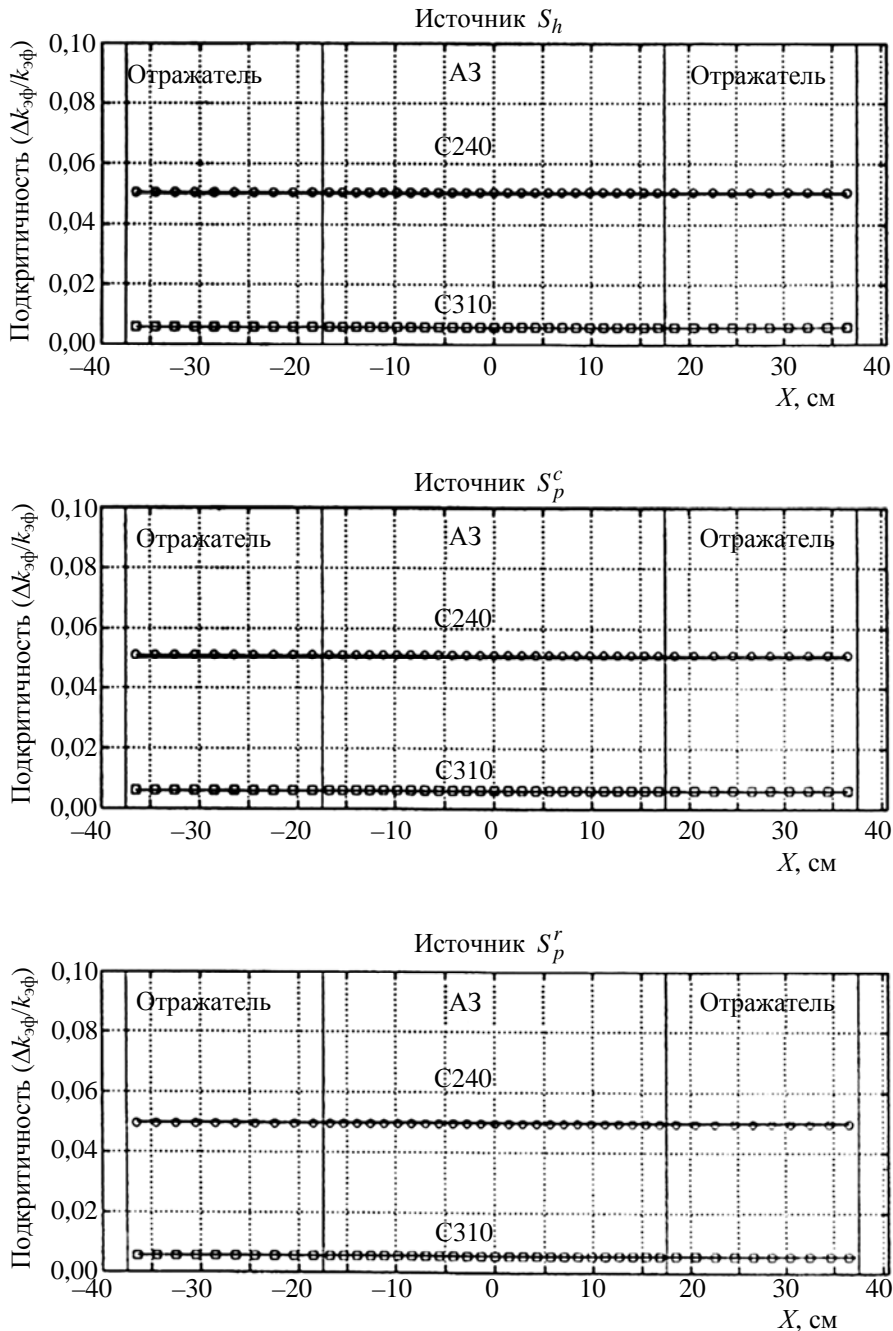 Источник S_h
Подкритичность (Δk_эф/k_эф)
0,10
0,08
0,06
0,04
0,02
0,00
Отражатель АЗ Отражатель
С240
С310
–40 –30 –20 –10 0 10 20 30 40
X, см
Источник S_p^c
Подкритичность (Δk_эф/k_эф)
0,10
0,08
0,06
0,04
0,02
0,00
Отражатель АЗ Отражатель
С240
С310
–40 –30 –20 –10 0 10 20 30 40
X, см
Источник S_p^r
Подкритичность (Δk_эф/k_эф)
0,10
0,08
0,06
0,04
0,02
0,00
Отражатель АЗ Отражатель
С240
С310
–40 –30 –20 –10 0 10 20 30 40
X, см